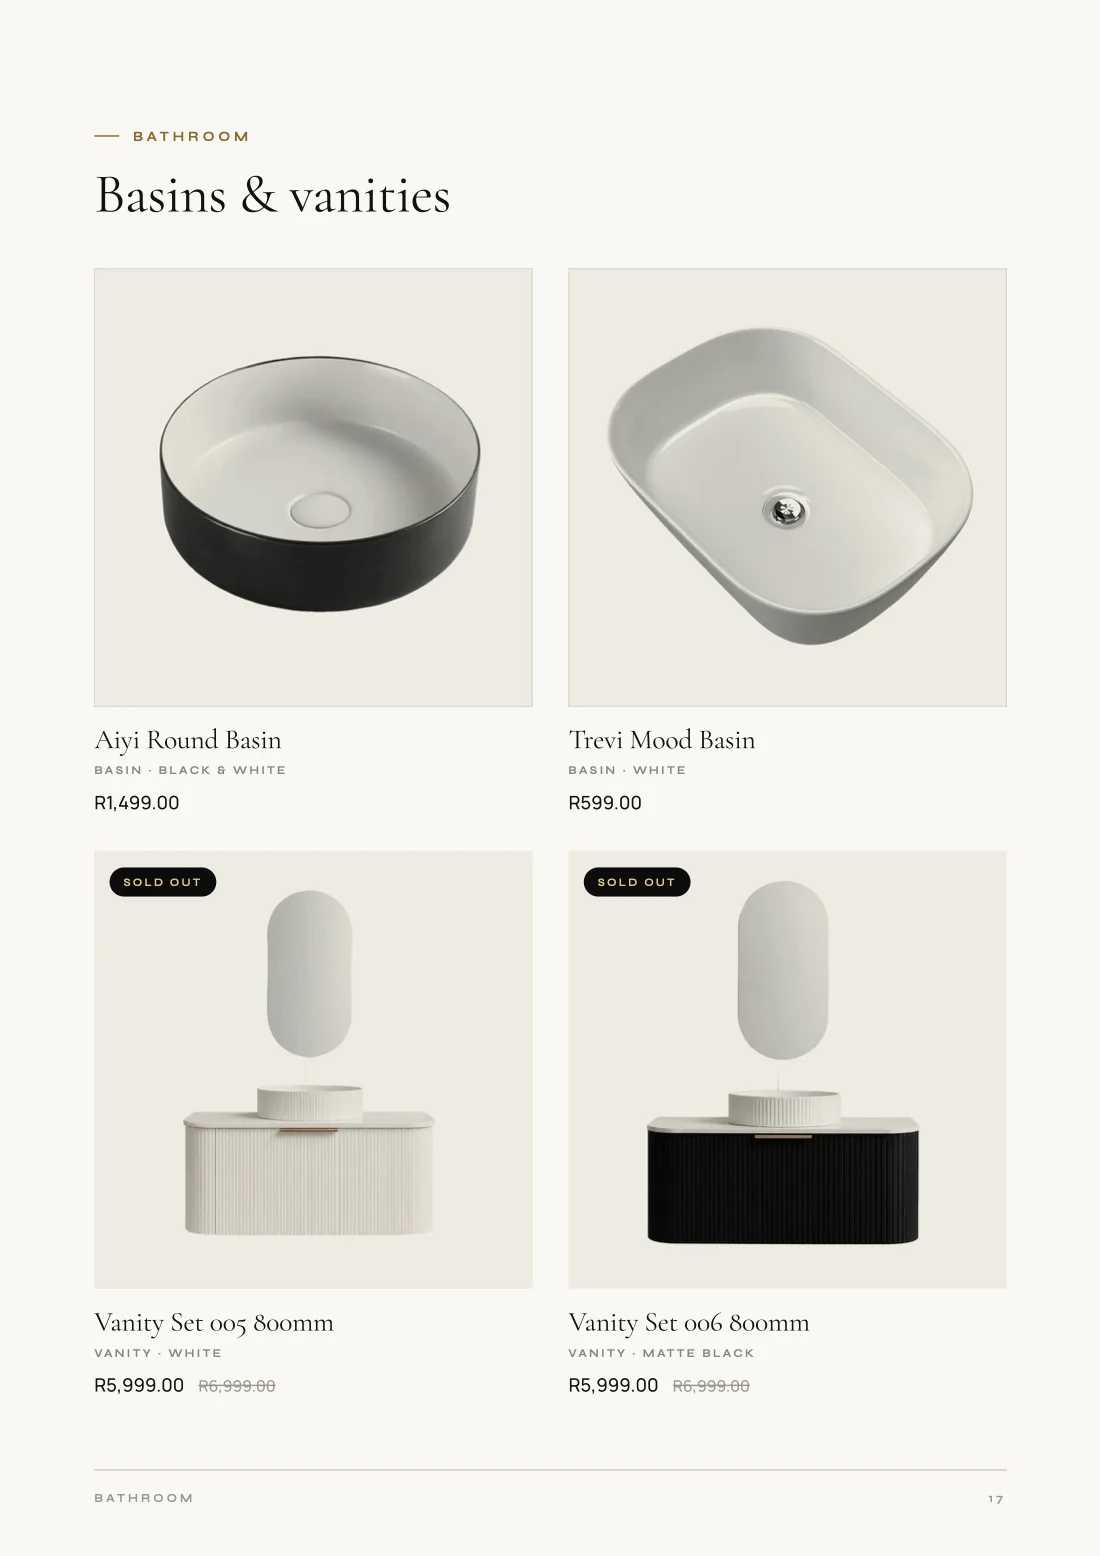 BATHROOM
Basins & vanities
Aiyi Round Basin
BASIN · BLACK & WHITE
R1,499.00
Trevi Mood Basin
BASIN · WHITE
R599.00
SOLD OUT
Vanity Set 005 800mm
VANITY · WHITE
R5,999.00 R6,999.00
SOLD OUT
Vanity Set 006 800mm
VANITY · MATTE BLACK
R5,999.00 R6,999.00
BATHROOM 17